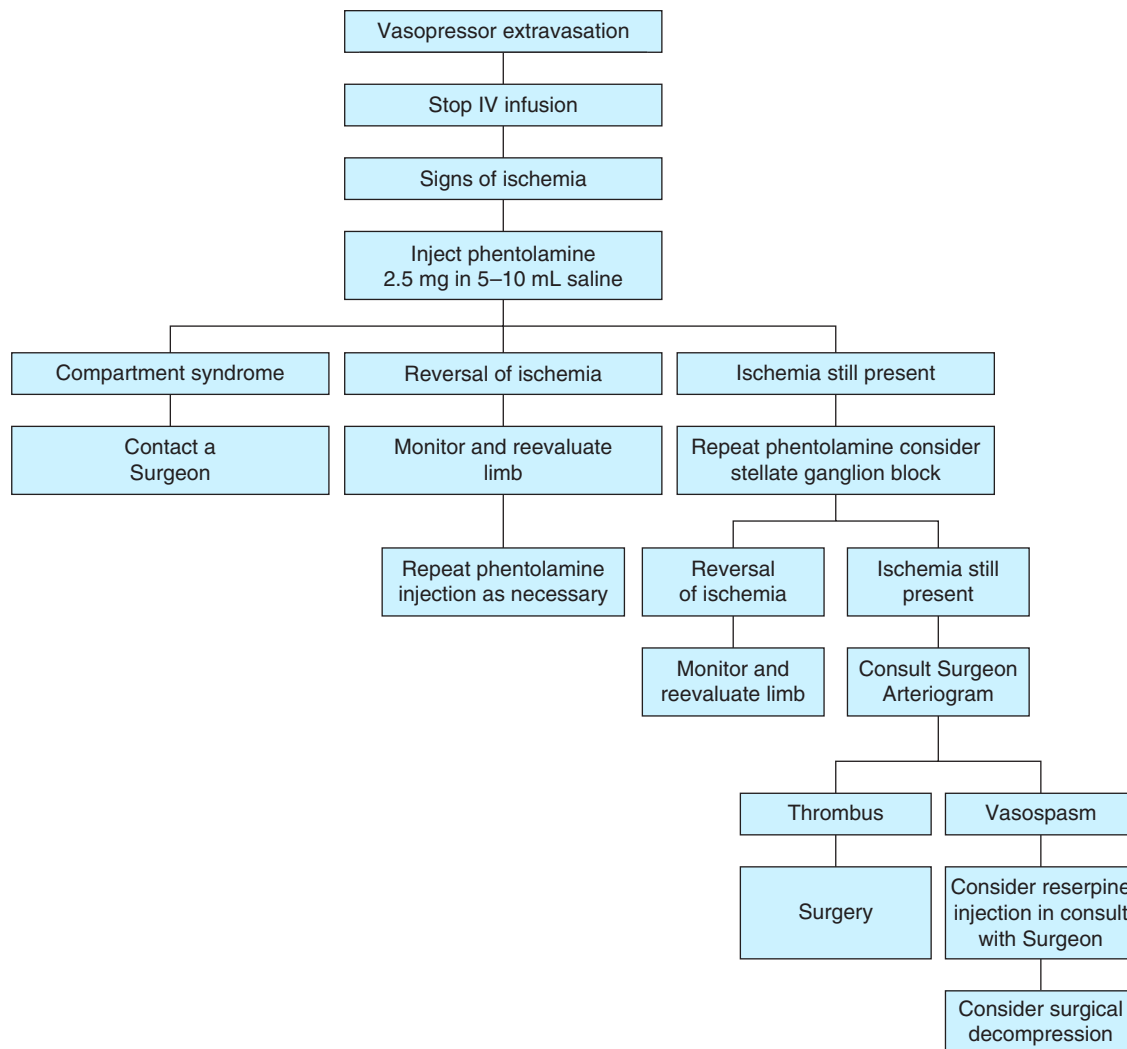 Vasopressor extravasation
Stop IV infusion
Signs of ischemia
Inject phentolamine
2.5 mg in 5–10 mL saline
Compartment syndrome
Reversal of ischemia
Ischemia still present
Contact a
Surgeon
Monitor and reevaluate
limb
Repeat phentolamine consider
stellate ganglion block
Repeat phentolamine
injection as necessary
Reversal
of ischemia
Ischemia still
present
Monitor and
reevaluate limb
Consult Surgeon
Arteriogram
Thrombus
Vasospasm
Surgery
Consider reserpine
injection in consult
with Surgeon
Consider surgical
decompression